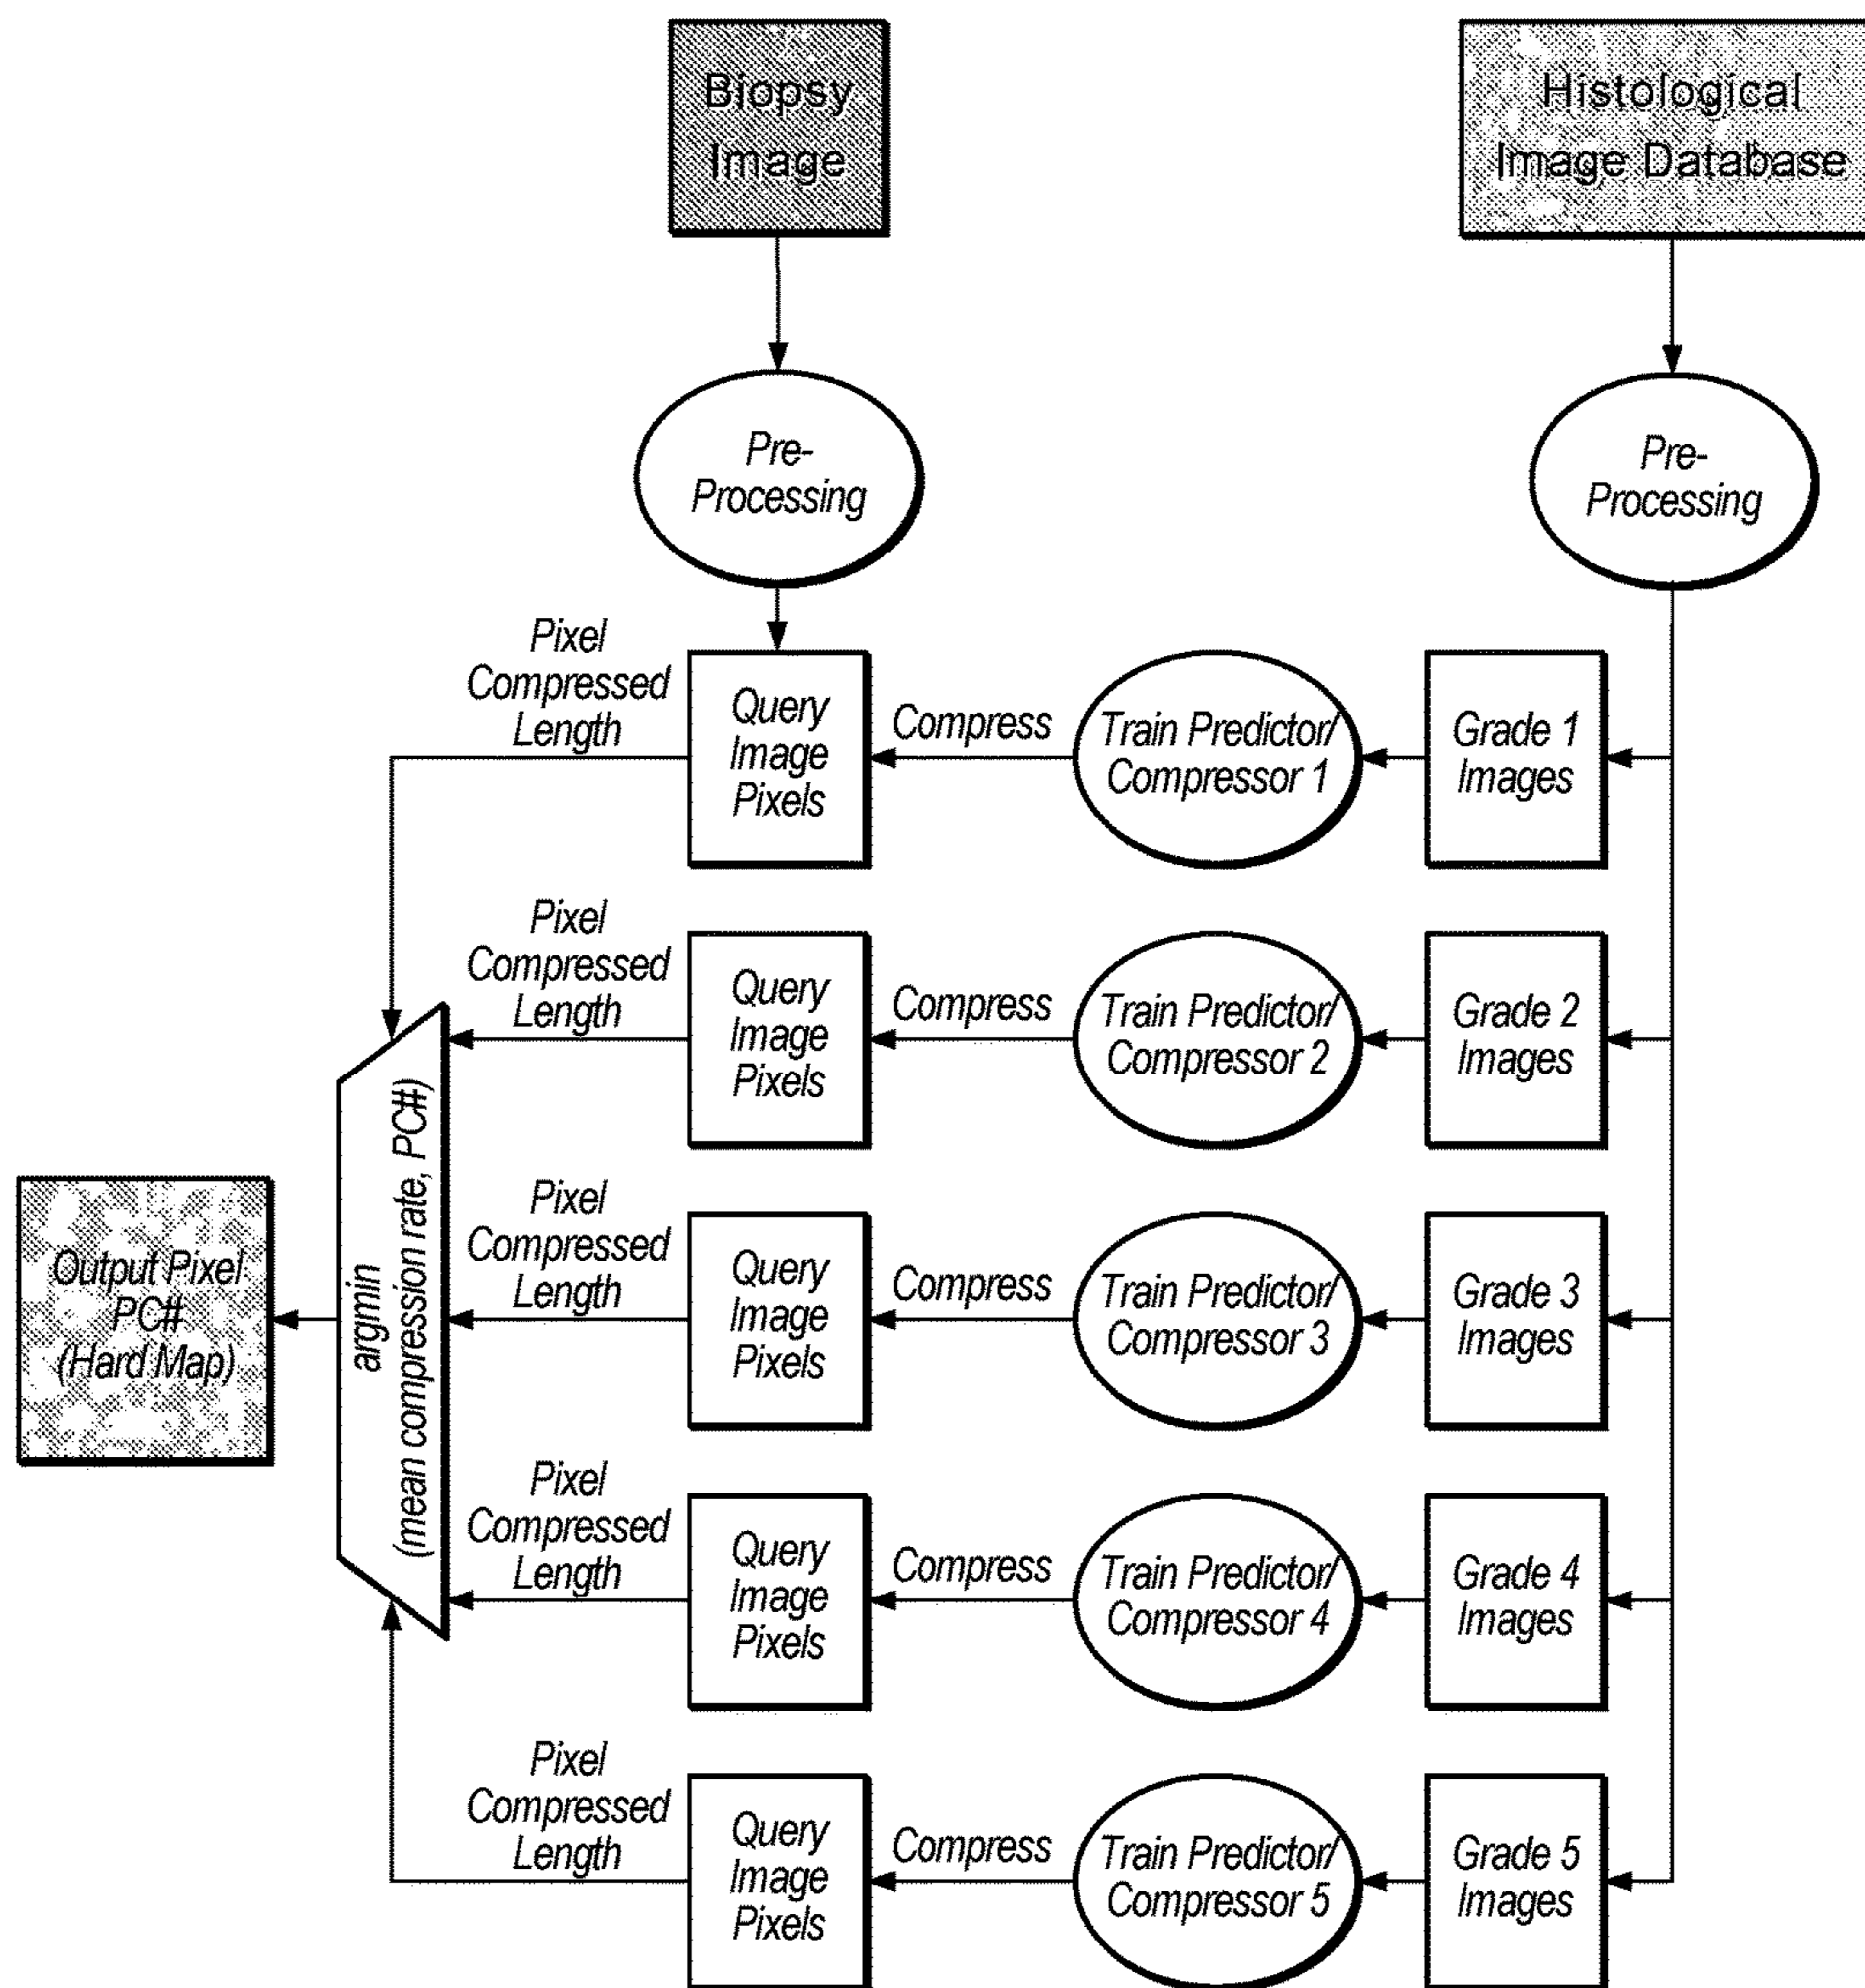 Biopsy
Image
Histological
Image Database
Pre-
Processing
Pre-
Processing
Pixel
Compressed
Length
Query
Image
Pixels
Compress
Train Predictor/
Compressor 1
Grade 1
Images
Pixel
Compressed
Length
Query
Image
Pixels
Compress
Train Predictor/
Compressor 2
Grade 2
Images
argmin
(mean compression rate, PC#)
Output Pixel
PC#
(Hard Map)
Pixel
Compressed
Length
Query
Image
Pixels
Compress
Train Predictor/
Compressor 3
Grade 3
Images
Pixel
Compressed
Length
Query
Image
Pixels
Compress
Train Predictor/
Compressor 4
Grade 4
Images
Pixel
Compressed
Length
Query
Image
Pixels
Compress
Train Predictor/
Compressor 5
Grade 5
Images